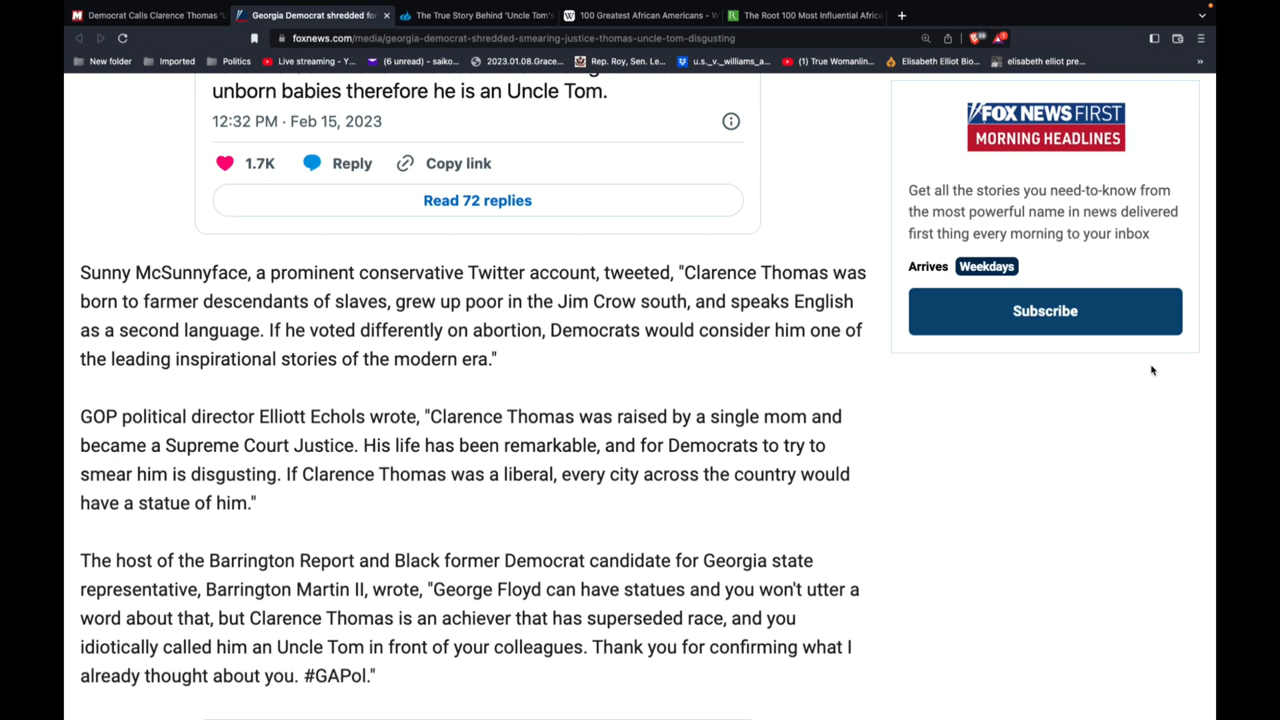 Democrat Calls Clarence Thomas 'U
Georgia Democrat shredded fo
The True Story Behind 'Uncle Tom's
100 Greatest African Americans - W
The Root 100 Most Influential Africa
foxnews.com/media/georgia-democrat-shredded-smearing-justice-thomas-uncle-tom-disgusting
New folder
Imported
Politics
Live streaming - Y...
(6 unread) - saiko...
2023.01.08.Grace...
Rep. Roy, Sen. Le...
u.s._v._williams_a...
(1) True Womanlin...
Elisabeth Elliot Bio...
elisabeth elliot pre...
unborn babies therefore he is an Uncle Tom.
12:32 PM · Feb 15, 2023
1.7K Reply Copy link
Read 72 replies
Sunny McSunnyface, a prominent conservative Twitter account, tweeted, "Clarence Thomas was
born to farmer descendants of slaves, grew up poor in the Jim Crow south, and speaks English
as a second language. If he voted differently on abortion, Democrats would consider him one of
the leading inspirational stories of the modern era."
GOP political director Elliott Echols wrote, "Clarence Thomas was raised by a single mom and
became a Supreme Court Justice. His life has been remarkable, and for Democrats to try to
smear him is disgusting. If Clarence Thomas was a liberal, every city across the country would
have a statue of him."
The host of the Barrington Report and Black former Democrat candidate for Georgia state
representative, Barrington Martin II, wrote, "George Floyd can have statues and you won't utter a
word about that, but Clarence Thomas is an achiever that has superseded race, and you
idiotically called him an Uncle Tom in front of your colleagues. Thank you for confirming what I
already thought about you. #GAPol."
FOX NEWS FIRST
MORNING HEADLINES
Get all the stories you need-to-know from
the most powerful name in news delivered
first thing every morning to your inbox
Arrives Weekdays
Subscribe